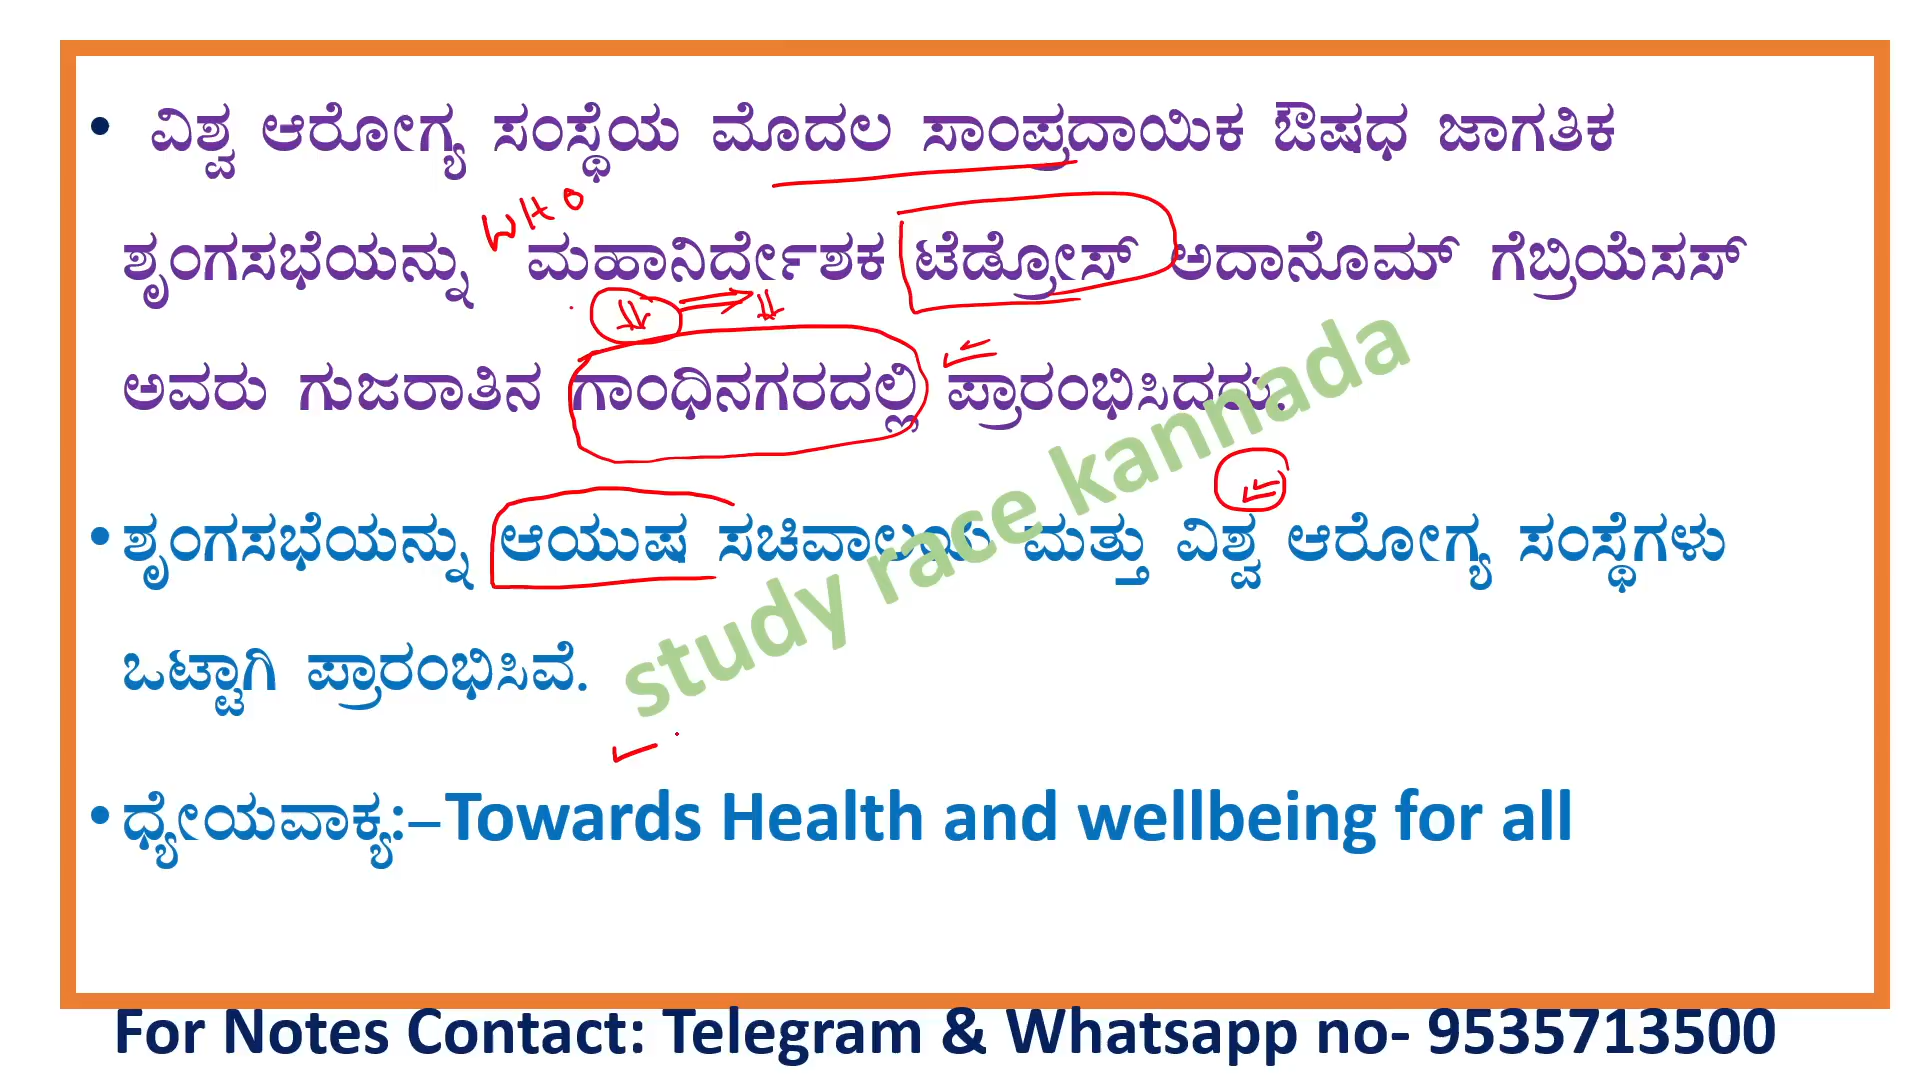 • ವಿಶ್ವ ಆರೋಗ್ಯ ಸಂಸ್ಥೆಯ ಮೊದಲ ಸಾಂಪ್ರದಾಯಿಕ ಔಷಧ ಜಾಗತಿಕ
WHO
ಶೃಂಗಸಭೆಯನ್ನು ಮಹಾನಿರ್ದೇಶಕ ಟೆಡ್ರೋಸ್ ಅದಾನೊಮ್ ಗೆಬ್ರಿಯೆಸಸ್
ಅವರು ಗುಜರಾತಿನ ಗಾಂಧಿನಗರದಲ್ಲಿ ಪ್ರಾರಂಭಿಸಿದರು.
• ಶೃಂಗಸಭೆಯನ್ನು ಆಯುಷ ಸಚಿವಾಲಯ ಮತ್ತು ವಿಶ್ವ ಆರೋಗ್ಯ ಸಂಸ್ಥೆಗಳು
ಒಟ್ಟಾಗಿ ಪ್ರಾರಂಭಿಸಿವೆ.
study race kannada
• ಧ್ಯೇಯವಾಕ್ಯ:–Towards Health and wellbeing for all
For Notes Contact: Telegram & Whatsapp no- 9535713500